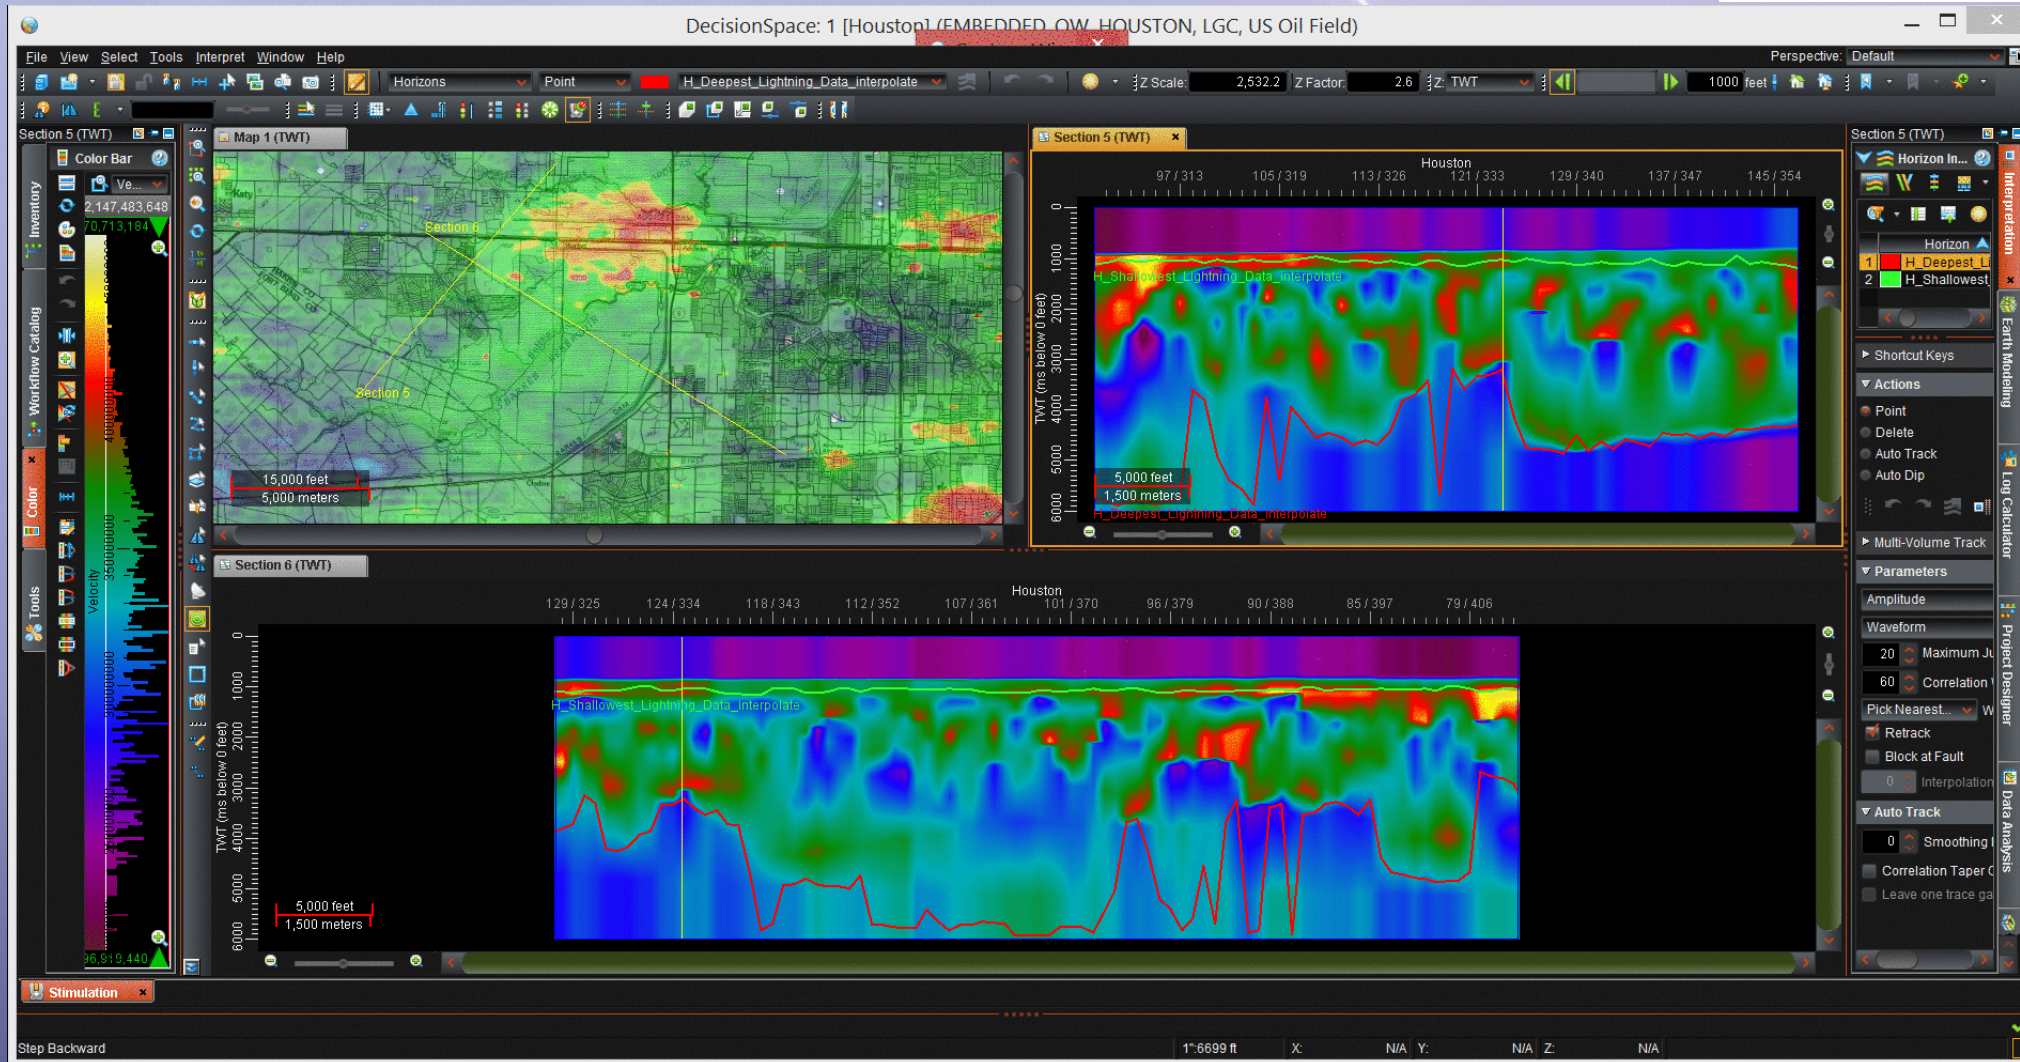 DecisionSpace: 1 [Houston] (EMBEDDED_OW_HOUSTON, LGC, US Oil Field)
File View Select Tools Interpret Window Help
Perspective: Default
Horizons Point H_Deepest_Lightning_Data_interpolate Z Scale: 2,532.2 Z Factor: 2.6 Z: TWT 1000 feet
Section 5 (TWT)
Color Bar
Ve...
2,147,483,648
70,713,184
Velocity
96,919,440
Inventory
Workflow Catalog
Color
Tools
Map 1 (TWT)
Katy
Section 6
Section 5
15,000 feet
5,000 meters
Section 5 (TWT)
Houston
97 / 313 105 / 319 113 / 326 121 / 333 129 / 340 137 / 347 145 / 354
TWT (ms below 0 feet)
0
1000
2000
3000
4000
5000
6000
H_Shallowest_Lightning_Data_interpolate
5,000 feet
1,500 meters
H_Deepest_Lightning_Data_interpolate
Section 6 (TWT)
Houston
129 / 325 124 / 334 118 / 343 112 / 352 107 / 361 101 / 370 96 / 379 90 / 388 85 / 397 79 / 406
TWT (ms below 0 feet)
0
1000
2000
3000
4000
5000
6000
H_Shallowest_Lightning_Data_interpolate
5,000 feet
1,500 meters
Section 5 (TWT)
Horizon In...
Horizon
1 H_Deepest_Li
2 H_Shallowest_
Shortcut Keys
Actions
Point
Delete
Auto Track
Auto Dip
Multi-Volume Track
Parameters
Amplitude
Waveform
20 Maximum Ju
60 Correlation
Pick Nearest... W
Retrack
Block at Fault
0 Interpolation
Auto Track
0 Smoothing
Correlation Taper
Leave one trace ga
Interpretation
Earth Modeling
Log Calculator
Project Designer
Data Analysis
Stimulation
Step Backward
1":6699 ft X: N/A Y: N/A Z: N/A